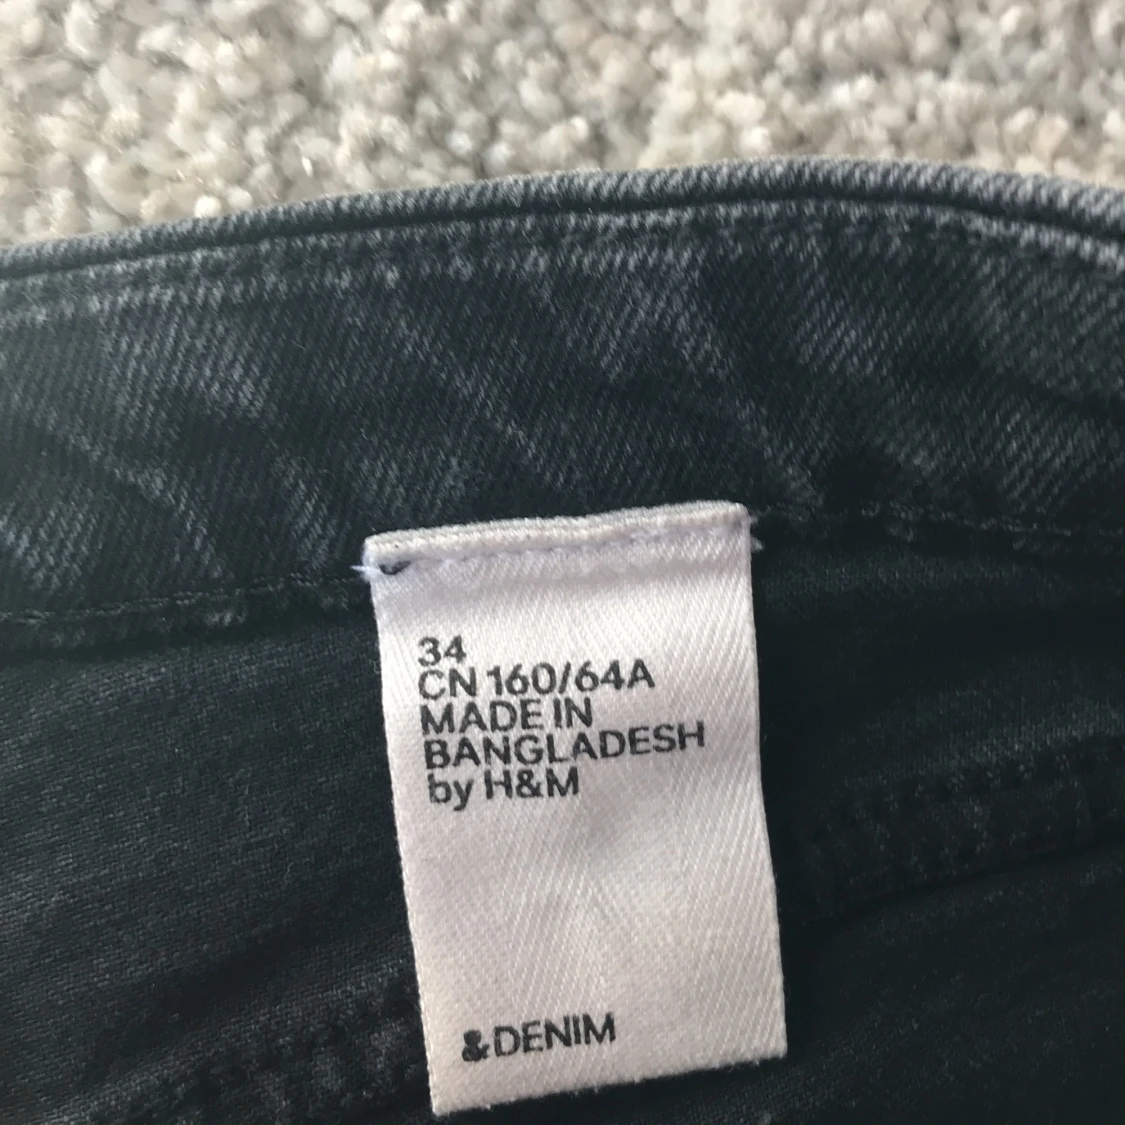 34
CN 160/64A
MADE IN
BANGLADESH
by H&M
&DENIM